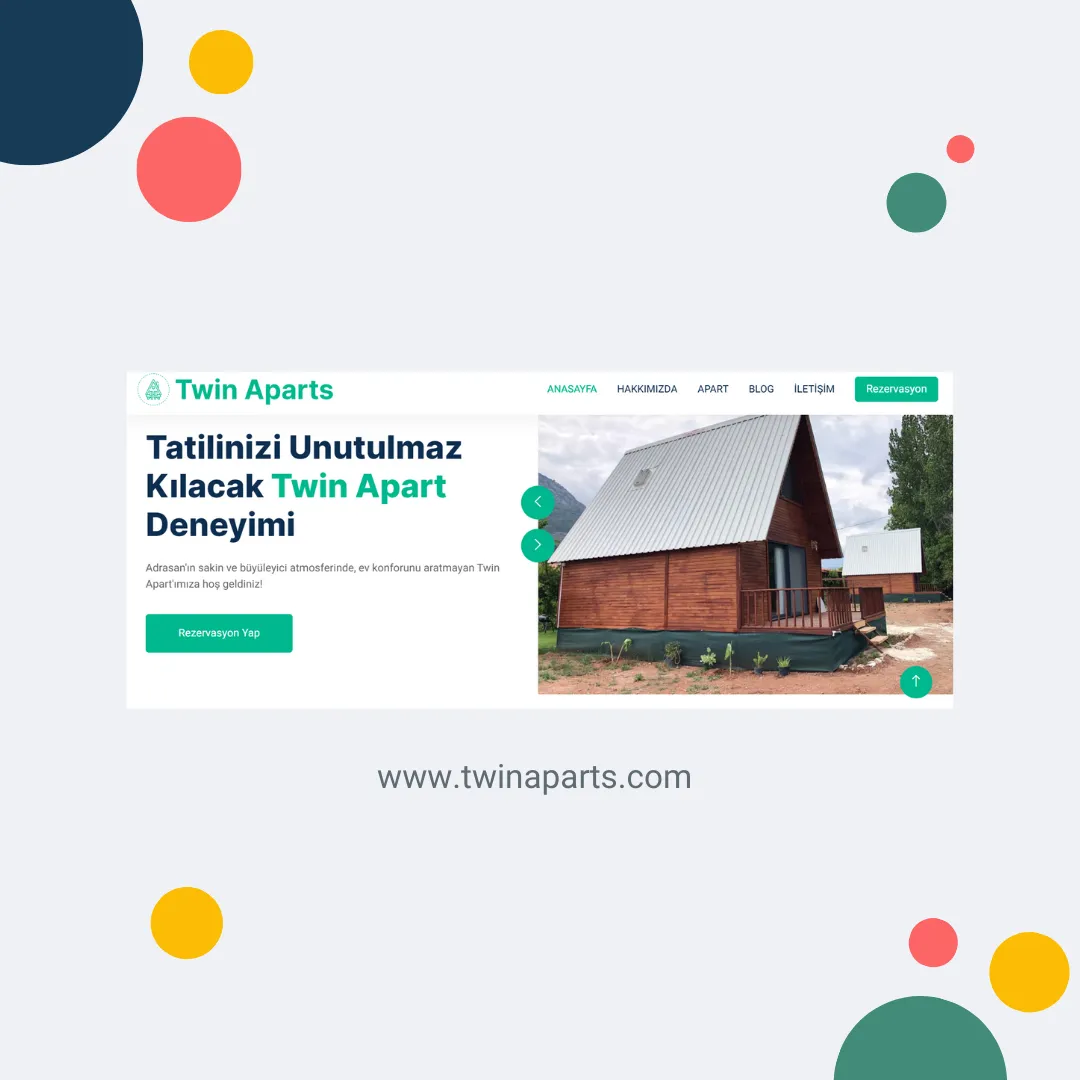 Twin Aparts
ANASAYFA HAKKIMIZDA APART BLOG İLETİŞİM Rezervasyon
Tatilinizi Unutulmaz
Kılacak Twin Apart
Deneyimi
Adrasan'ın sakin ve büyüleyici atmosferinde, ev konforunu aratmayan Twin
Apart'ımıza hoş geldiniz!
Rezervasyon Yap
www.twinaparts.com